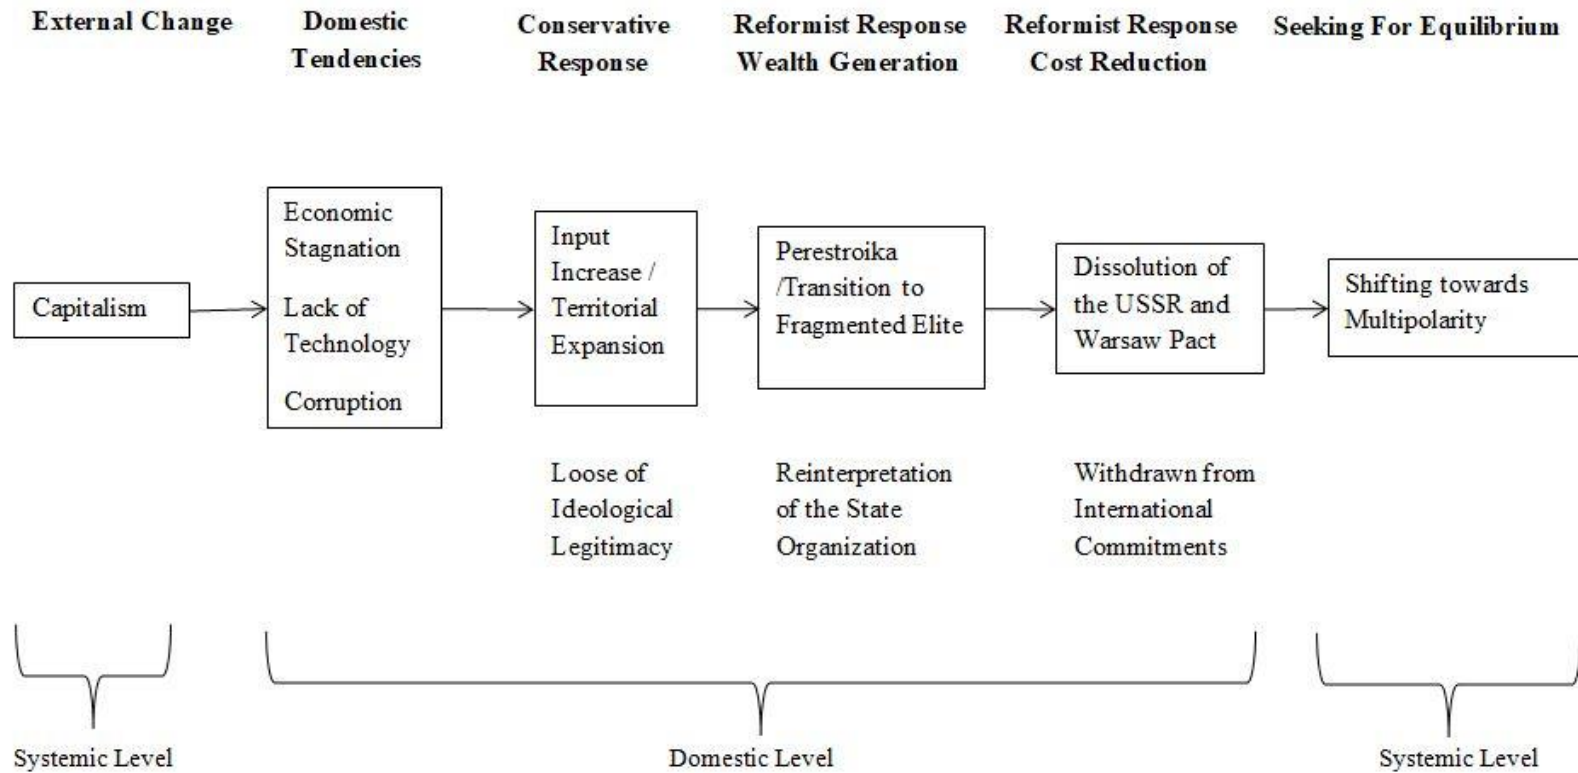 External Change
Domestic
Tendencies
Conservative
Response
Reformist Response
Wealth Generation
Reformist Response
Cost Reduction
Seeking For Equilibrium
Capitalism
Economic
Stagnation
Lack of
Technology
Corruption
Input
Increase /
Territorial
Expansion
Perestroika
/Transition to
Fragmented Elite
Dissolution of
the USSR and
Warsaw Pact
Shifting towards
Multipolarity
Loose of
Ideological
Legitimacy
Reinterpretation
of the State
Organization
Withdrawn from
International
Commitments
Systemic Level
Domestic Level
Systemic Level